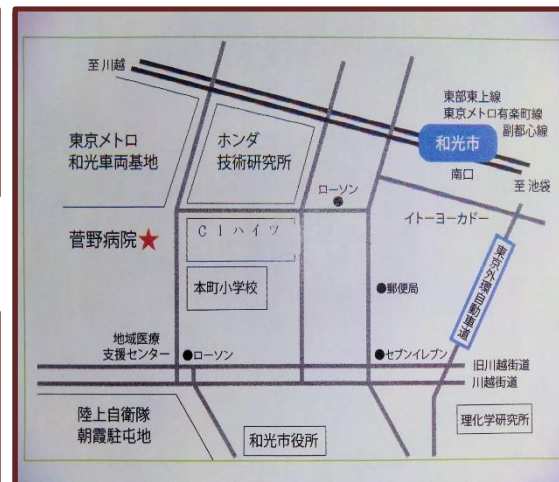 至 川越
東部東上線
東京メトロ有楽町線
副都心線
和光市
東京メトロ
和光車両基地
ホンダ
技術研究所
南口
至 池袋
ローソン
イトーヨーカドー
菅野病院★
CIハイツ
本町小学校
東京外環自動車道
●郵便局
地域医療
支援センター
●ローソン
●セブンイレブン
旧川越街道
川越街道
陸上自衛隊
朝霞駐屯地
和光市役所
理化学研究所